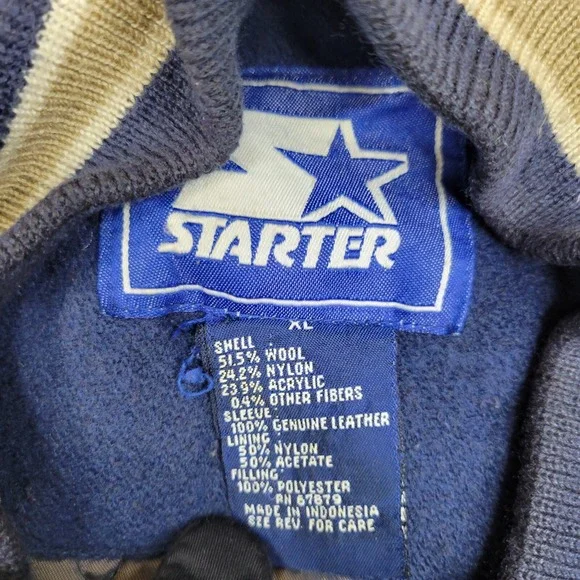 STARTER
XL
SHELL :
51.5% WOOL
24.2% NYLON
23.9% ACRYLIC
0.4% OTHER FIBERS
SLEEVE :
100% GENUINE LEATHER
LINING :
50% NYLON
50% ACETATE
FILLING :
100% POLYESTER
RN 67879
MADE IN INDONESIA
SEE REV. FOR CARE